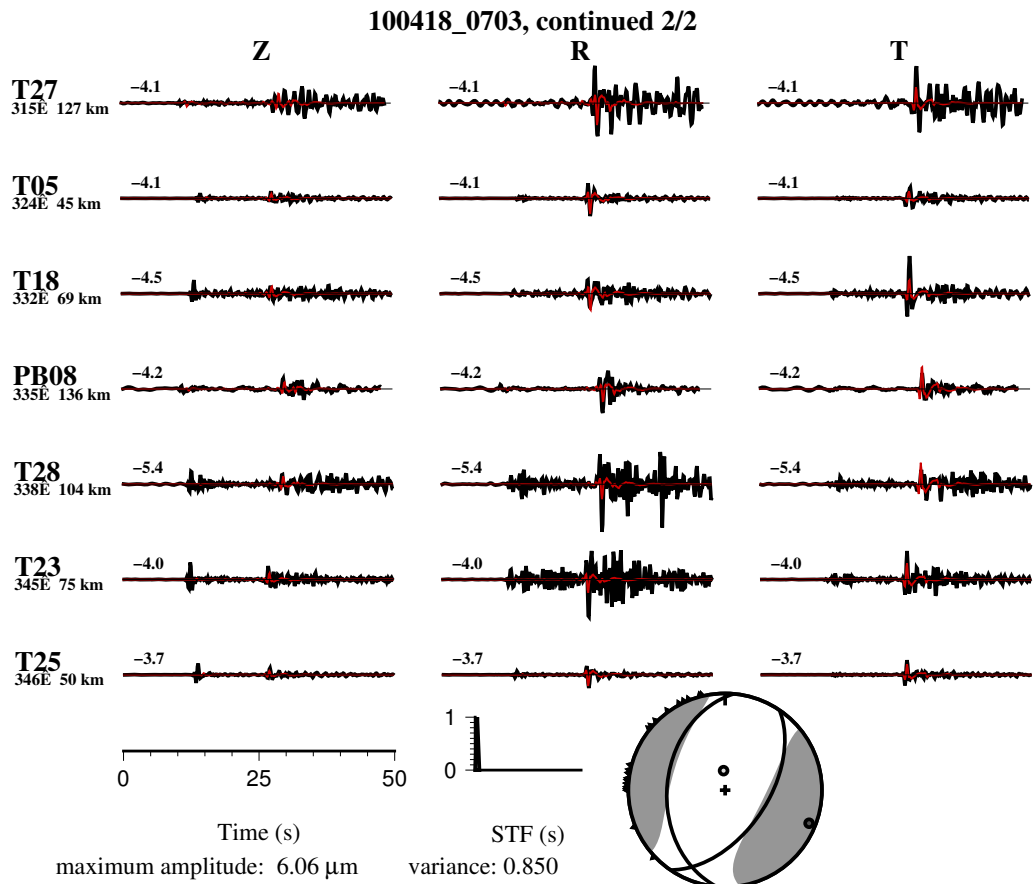 100418_0703, continued 2/2
Z R T
T27 −4.1 −4.1 −4.1
315E 127 km
T05 −4.1 −4.1 −4.1
324E 45 km
T18 −4.5 −4.5 −4.5
332E 69 km
PB08 −4.2 −4.2 −4.2
335E 136 km
T28 −5.4 −5.4 −5.4
338E 104 km
T23 −4.0 −4.0 −4.0
345E 75 km
T25 −3.7 −3.7 −3.7
346E 50 km
1
0
0 25 50
Time (s) STF (s)
maximum amplitude: 6.06 µm variance: 0.850